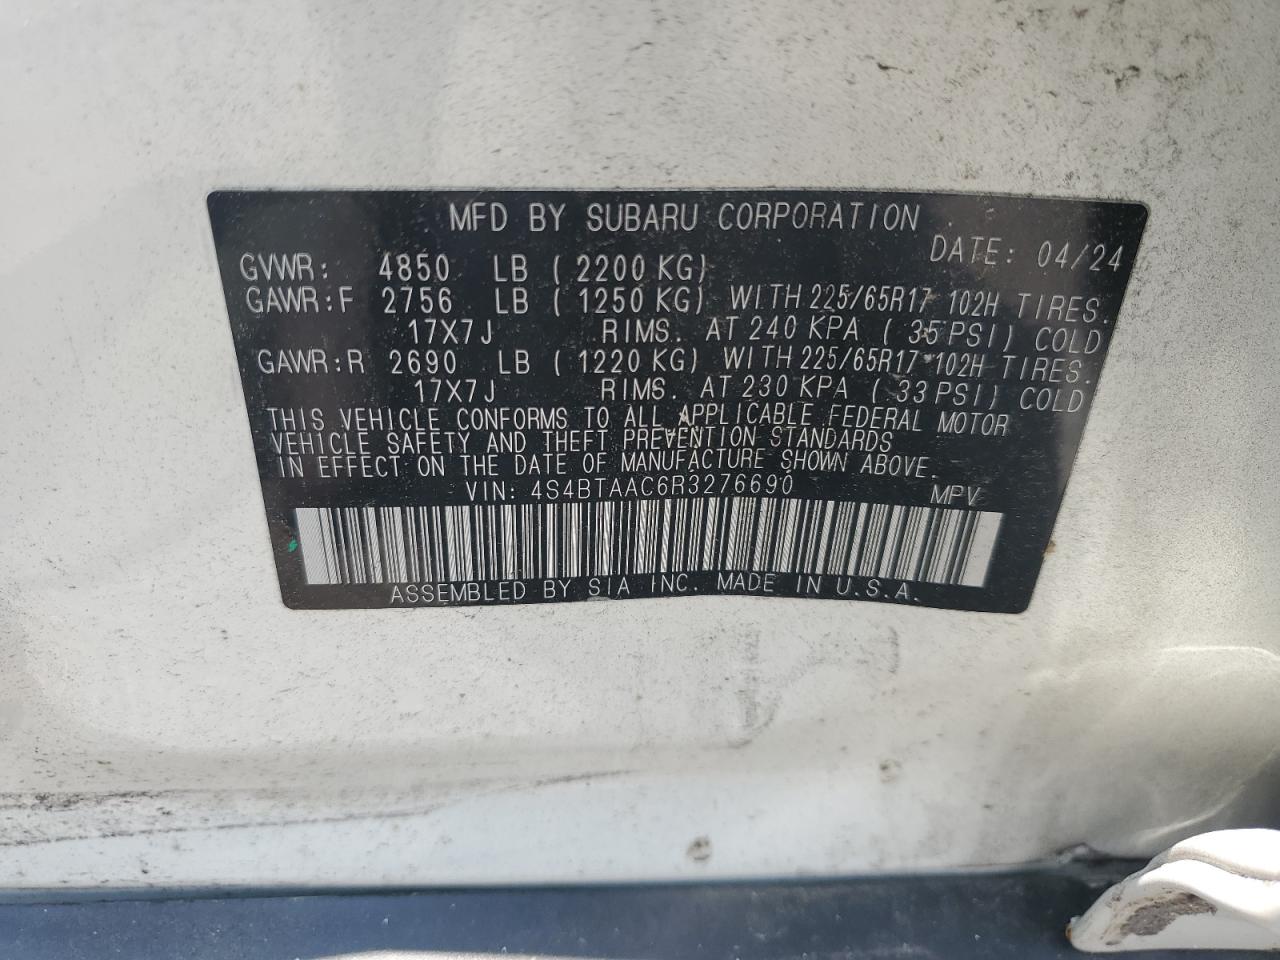 MFD BY SUBARU CORPORATION
DATE: 04/24
GVWR: 4850 LB (2200 KG)
GAWR:F 2756 LB (1250 KG) WITH 225/65R17 102H TIRES.
17X7J RIMS. AT 240 KPA (35 PSI) COLD
GAWR:R 2690 LB (1220 KG) WITH 225/65R17 102H TIRES.
17X7J RIMS. AT 230 KPA (33 PSI) COLD
THIS VEHICLE CONFORMS TO ALL APPLICABLE FEDERAL MOTOR
VEHICLE SAFETY AND THEFT PREVENTION STANDARDS
IN EFFECT ON THE DATE OF MANUFACTURE SHOWN ABOVE.
VIN: 4S4BTAAC6R3276690 MPV
ASSEMBLED BY SIA INC. MADE IN U.S.A.